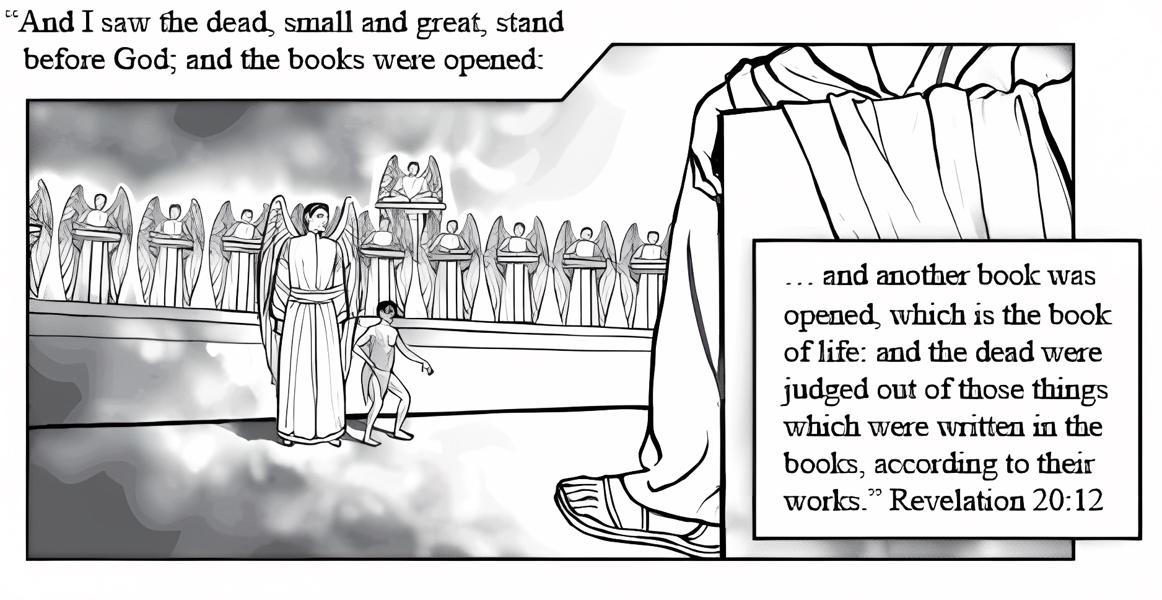 “And I saw the dead, small and great, stand
before God; and the books were opened:
... and another book was
opened, which is the book
of life: and the dead were
judged out of those things
which were written in the
books, according to their
works.” Revelation 20:12